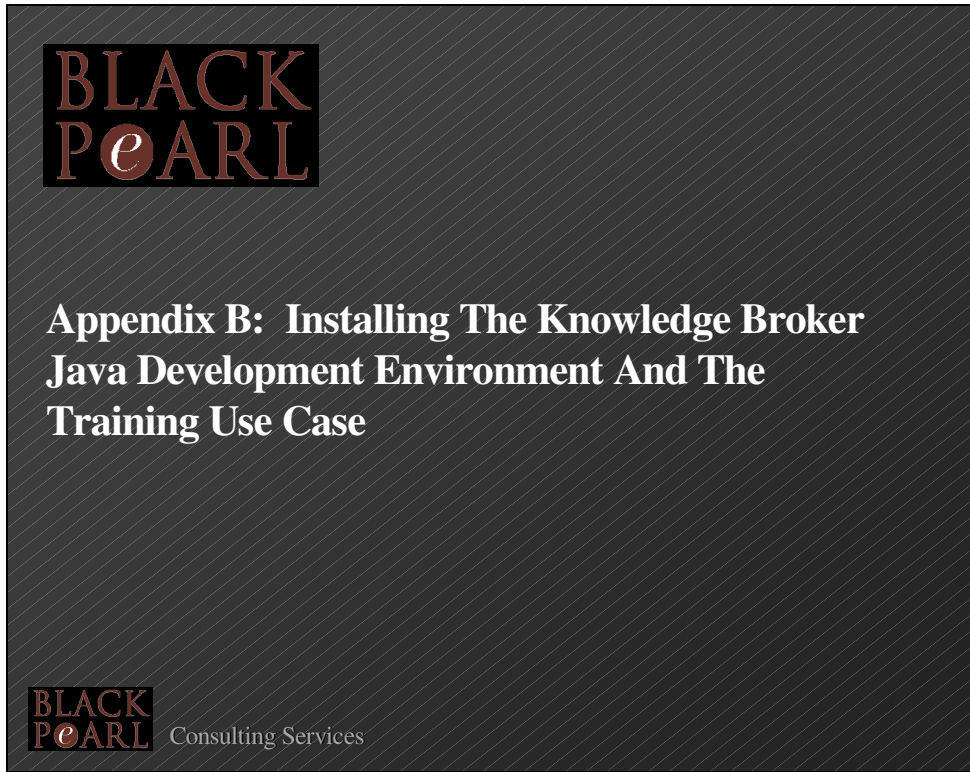 BLACK
PeARL
Appendix B: Installing The Knowledge Broker
Java Development Environment And The
Training Use Case
BLACK
PeARL
Consulting Services